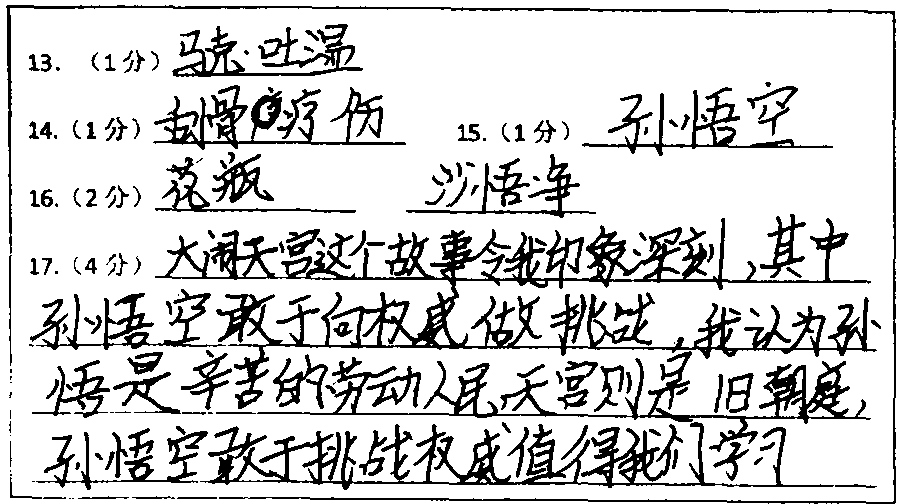 13. （1分）马克·吐温
14.（1分）刮骨疗伤 15.（1分）孙悟空
16.（2分）花瓶 沙悟净
17.（4分）大闹天宫这个故事令我印象深刻，其中
孙悟空敢于向权威做挑战，我认为孙
悟是辛苦的劳动人民，天宫则是旧朝庭，
孙悟空敢于挑战权威值得我们学习